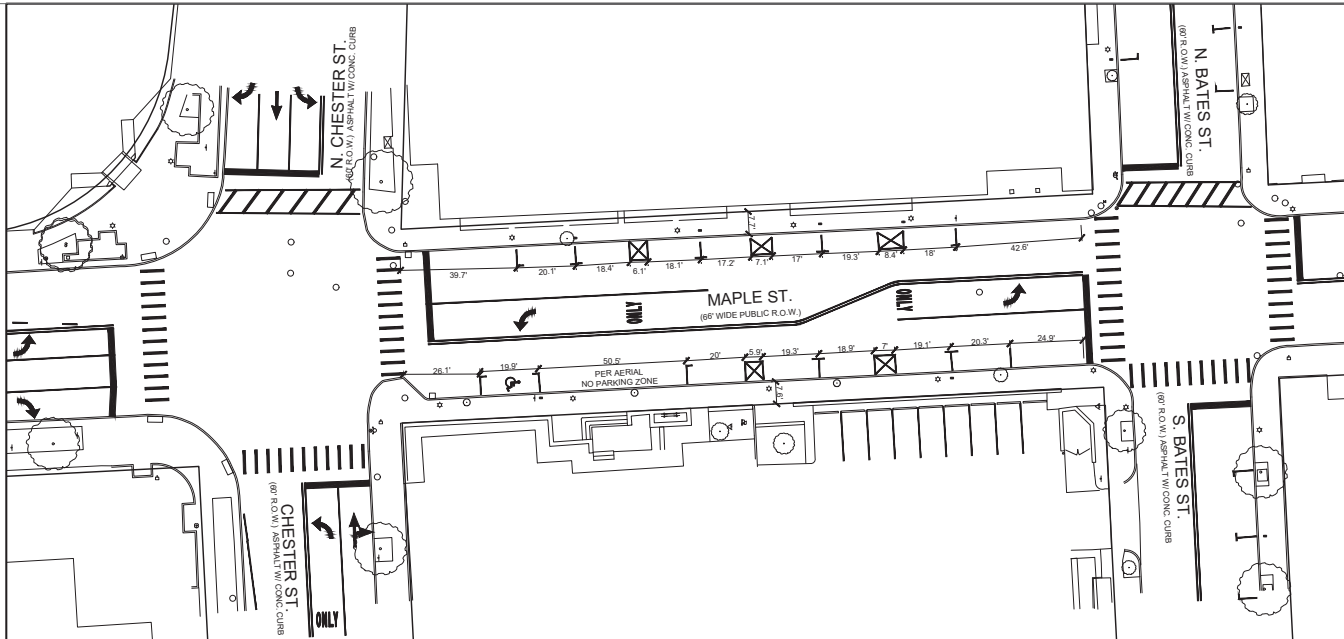 N. CHESTER ST.
(60' R.O.W.) ASPHALT W/ CONC. CURB
N. BATES ST.
(60' R.O.W.) ASPHALT W/ CONC. CURB
7.7'
39.7'
20.1'
18.4'
6.1'
18.1'
17.2'
7.1'
17'
19.3'
8.4'
18'
42.6'
ONLY
MAPLE ST.
(66' WIDE PUBLIC R.O.W.)
ONLY
26.1'
19.9'
50.5'
PER AERIAL
NO PARKING ZONE
20'
5.9'
19.3'
18.9'
7'
19.1'
20.3'
24.9'
7.8'
CHESTER ST.
(60' R.O.W.) ASPHALT W/ CONC. CURB
ONLY
S. BATES ST.
(60' R.O.W.) ASPHALT W/ CONC. CURB